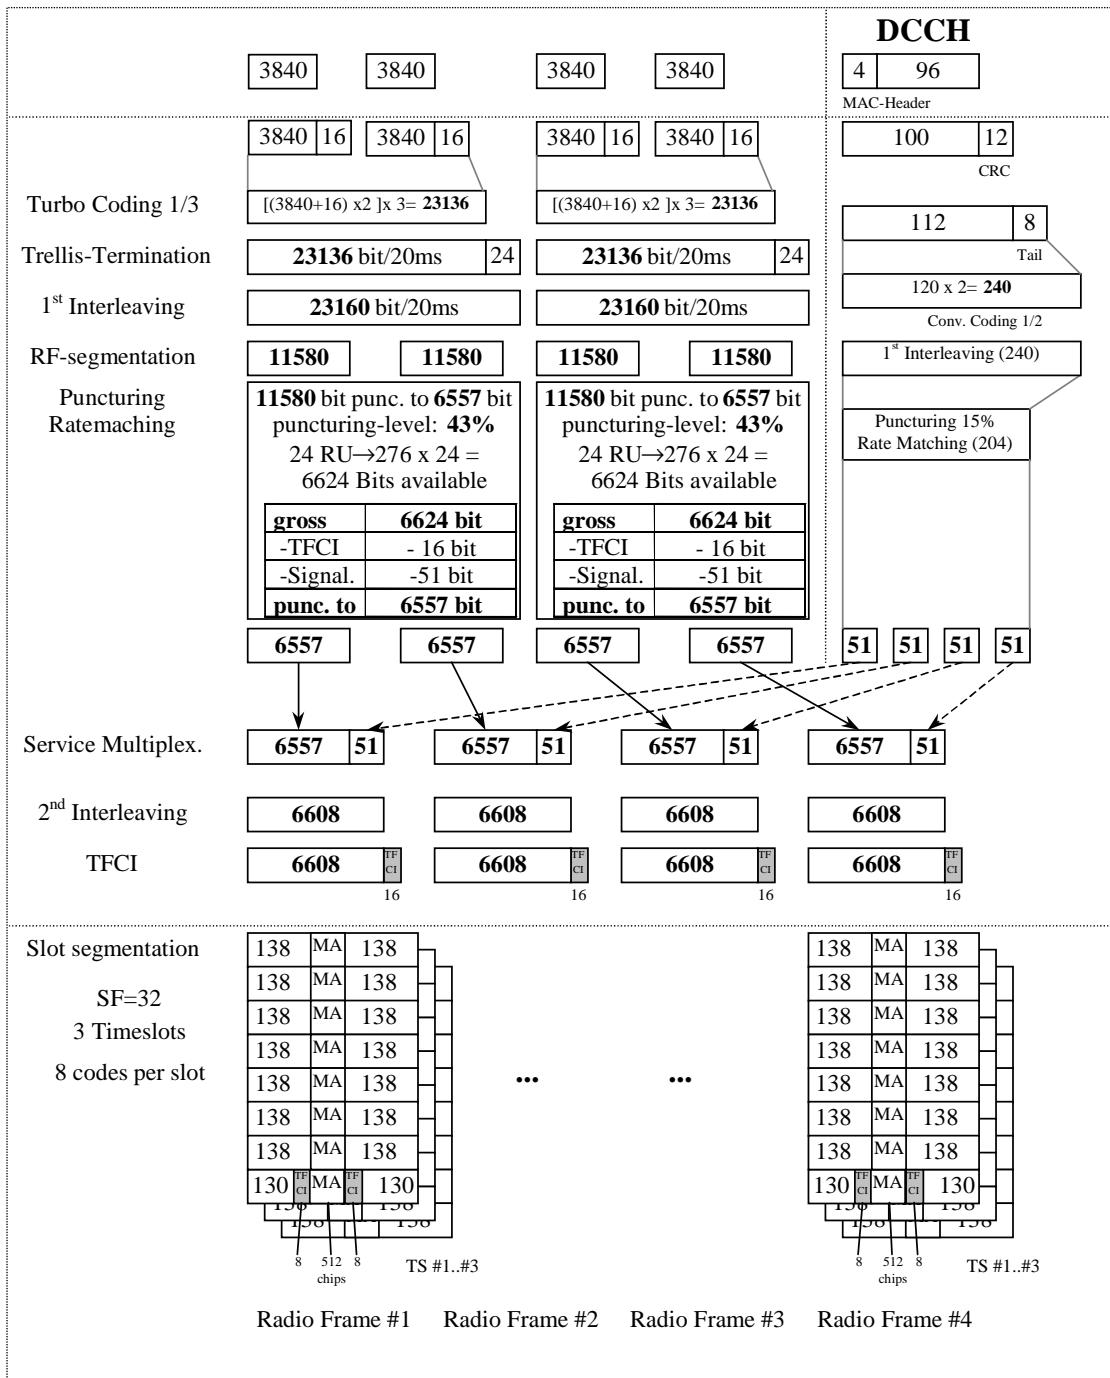 DCCH
3840 3840 3840 3840 4 96
MAC-Header
3840 16 3840 16 3840 16 3840 16 100 12
CRC
Turbo Coding 1/3 [(3840+16) x2 ]x 3= 23136 [(3840+16) x2 ]x 3= 23136
112 8
Tail
Trellis-Termination 23136 bit/20ms 24 23136 bit/20ms 24
120 x 2= 240
Conv. Coding 1/2
1st Interleaving 23160 bit/20ms 23160 bit/20ms
RF-segmentation 11580 11580 11580 11580 1st Interleaving (240)
Puncturing
Ratemaching
11580 bit punc. to 6557 bit
puncturing-level: 43%
24 RU→276 x 24 =
6624 Bits available
gross 6624 bit
-TFCI - 16 bit
-Signal. -51 bit
punc. to 6557 bit
11580 bit punc. to 6557 bit
puncturing-level: 43%
24 RU→276 x 24 =
6624 Bits available
gross 6624 bit
-TFCI - 16 bit
-Signal. -51 bit
punc. to 6557 bit
Puncturing 15%
Rate Matching (204)
6557 6557 6557 6557 51 51 51 51
Service Multiplex. 6557 51 6557 51 6557 51 6557 51
2nd Interleaving 6608 6608 6608 6608
TFCI 6608 TF CI 6608 TF CI 6608 TF CI 6608 TF CI
16 16 16 16
Slot segmentation
SF=32
3 Timeslots
8 codes per slot
138 MA 138
138 MA 138
138 MA 138
138 MA 138
138 MA 138
138 MA 138
138 MA 138
130 TF CI MA TF CI 130
138 138
138 138
8 512 chips 8 TS #1..#3
... ...
138 MA 138
138 MA 138
138 MA 138
138 MA 138
138 MA 138
138 MA 138
138 MA 138
130 TF CI MA TF CI 130
138 138
138 138
8 512 chips 8 TS #1..#3
Radio Frame #1 Radio Frame #2 Radio Frame #3 Radio Frame #4